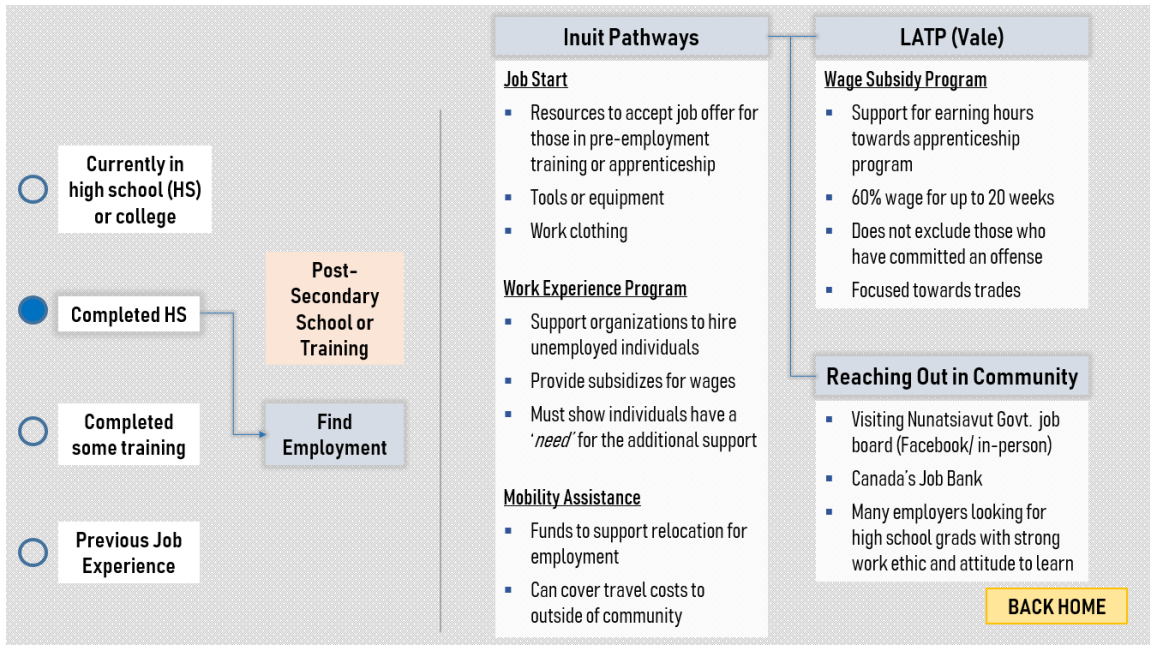 Currently in
high school (HS)
or college
Completed HS
Completed
some training
Previous Job
Experience
Post-
Secondary
School or
Training
Find
Employment
Inuit Pathways
Job Start
▪ Resources to accept job offer for
those in pre-employment
training or apprenticeship
▪ Tools or equipment
▪ Work clothing
Work Experience Program
▪ Support organizations to hire
unemployed individuals
▪ Provide subsidizes for wages
▪ Must show individuals have a
‘need’ for the additional support
Mobility Assistance
▪ Funds to support relocation for
employment
▪ Can cover travel costs to
outside of community
LATP (Vale)
Wage Subsidy Program
▪ Support for earning hours
towards apprenticeship
program
▪ 60% wage for up to 20 weeks
▪ Does not exclude those who
have committed an offense
▪ Focused towards trades
Reaching Out in Community
▪ Visiting Nunatsiavut Govt. job
board (Facebook/ in-person)
▪ Canada’s Job Bank
▪ Many employers looking for
high school grads with strong
work ethic and attitude to learn
BACK HOME